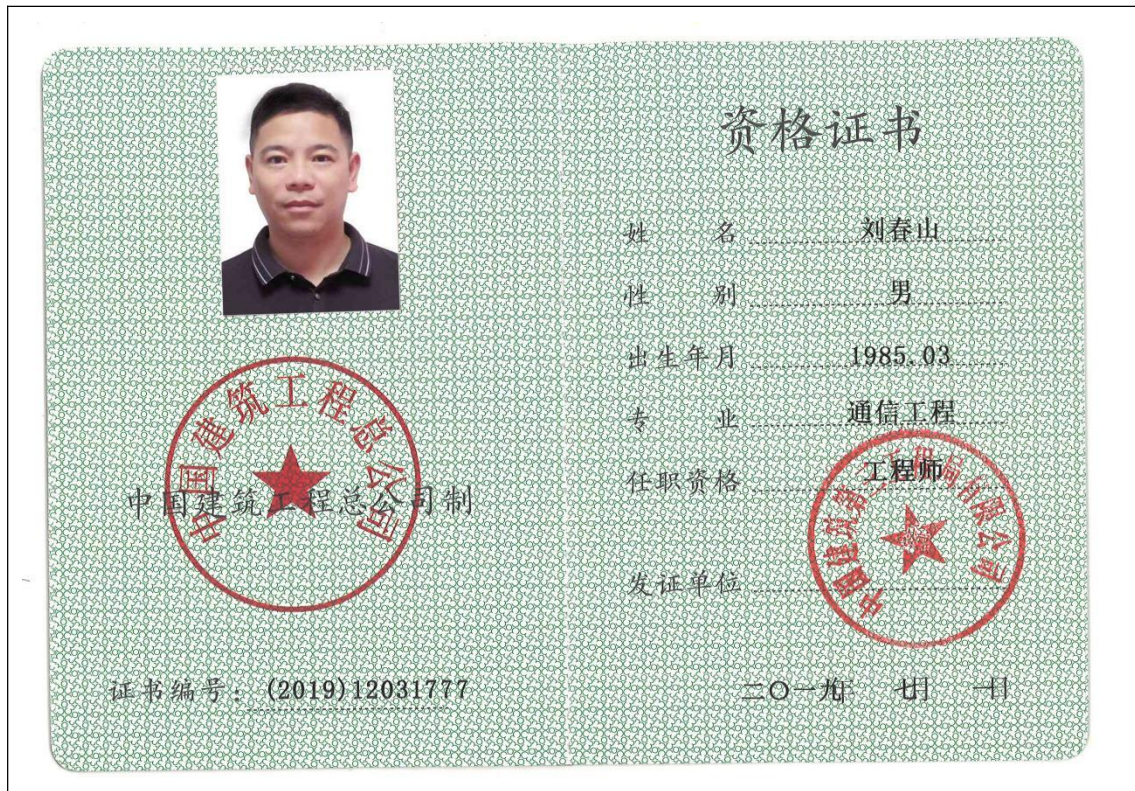 中国建筑工程总公司
中国建筑工程总公司制
证书编号：(2019)12031777
资格证书
姓 名 刘春山
性 别 男
出生年月 1985.03
专 业 通信工程
任职资格 工程师
发证单位
二〇一九年 七月 一日